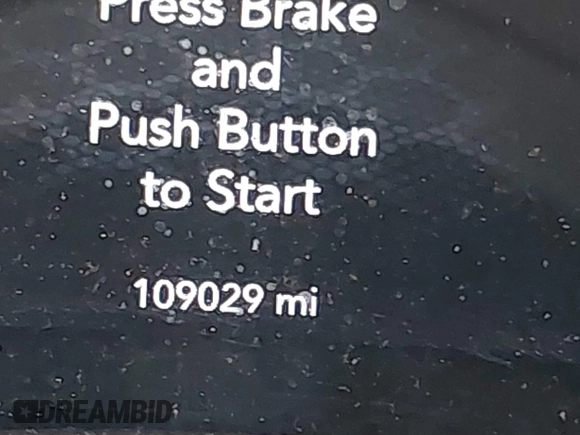 Press Brake
and
Push Button
to Start
109029 mi
DREAMBID